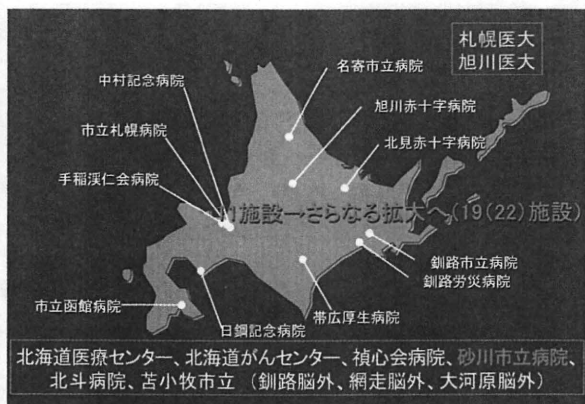 札幌医大
旭川医大
名寄市立病院
中村記念病院
旭川赤十字病院
市立札幌病院
北見赤十字病院
手稲渓仁会病院
11施設→さらなる拡大へ(19(22)施設)
釧路市立病院
釧路労災病院
市立函館病院
帯広厚生病院
日鋼記念病院
北海道医療センター、北海道がんセンター、禎心会病院、砂川市立病院、
北斗病院、苫小牧市立 (釧路脳外、網走脳外、大河原脳外)